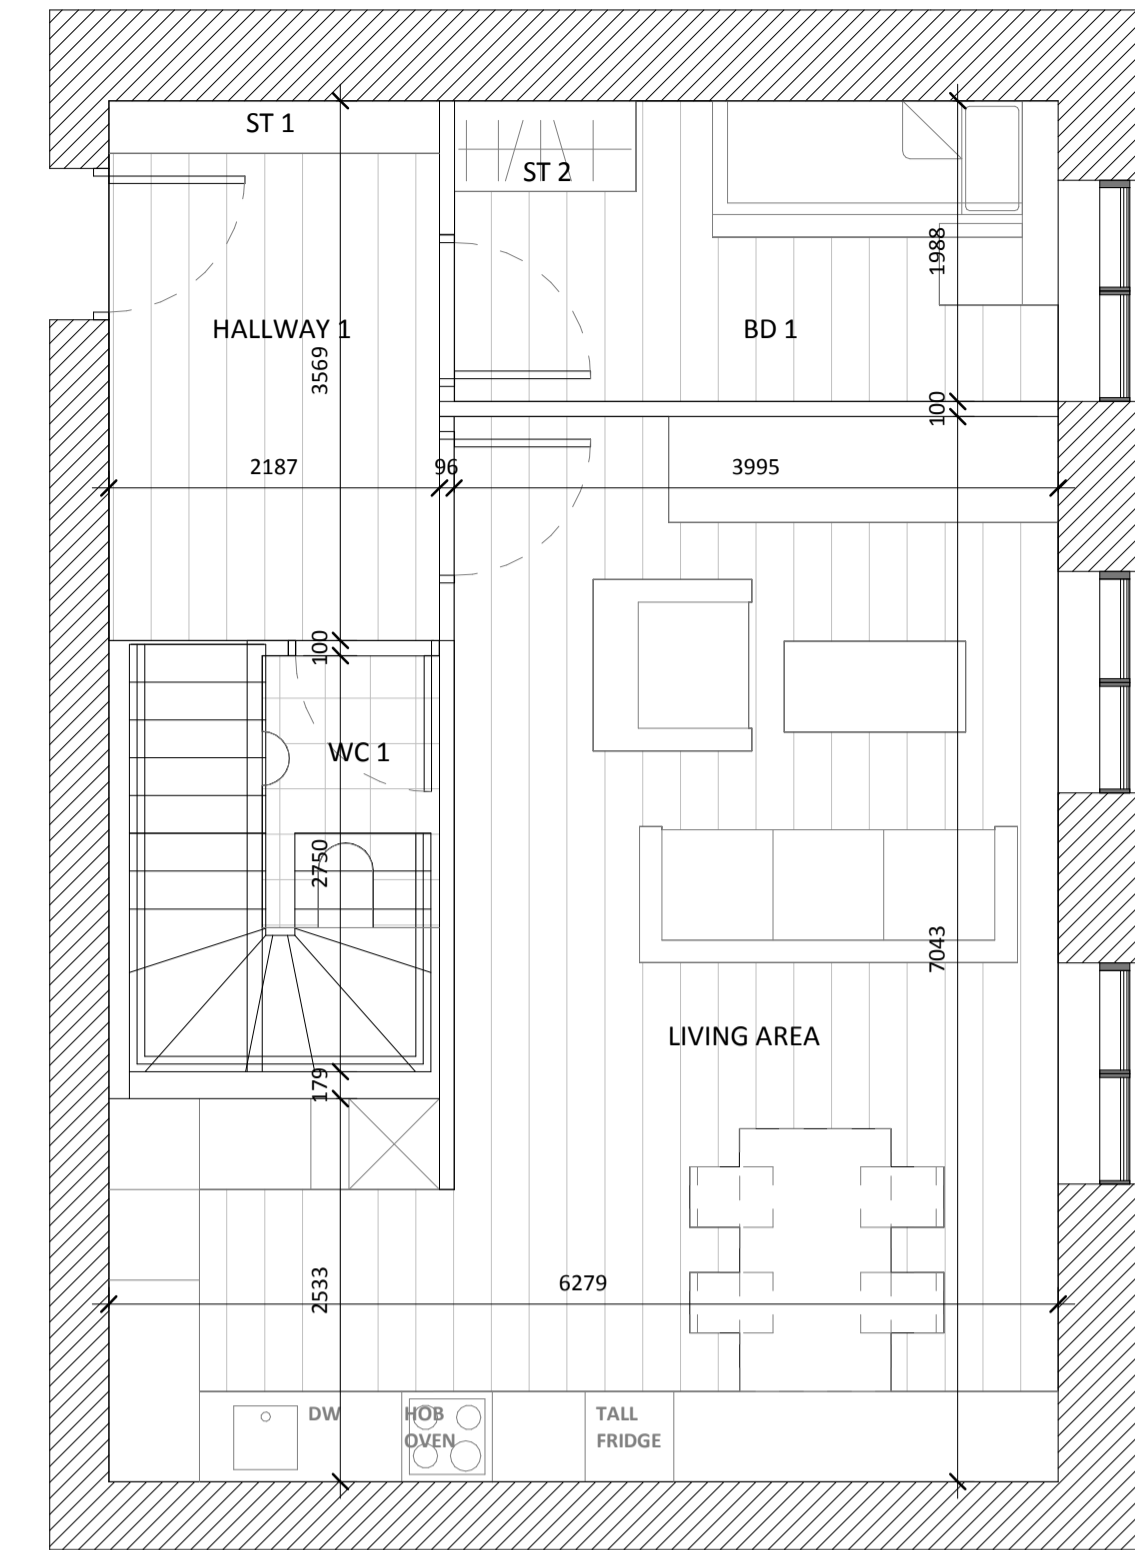 ST 1
ST 2
1988
HALLWAY 1
BD 1
3569
100
2187
96
3995
100
WC 1
2750
7043
LIVING AREA
179
2533
6279
DW
HOB
OVEN
TALL
FRIDGE